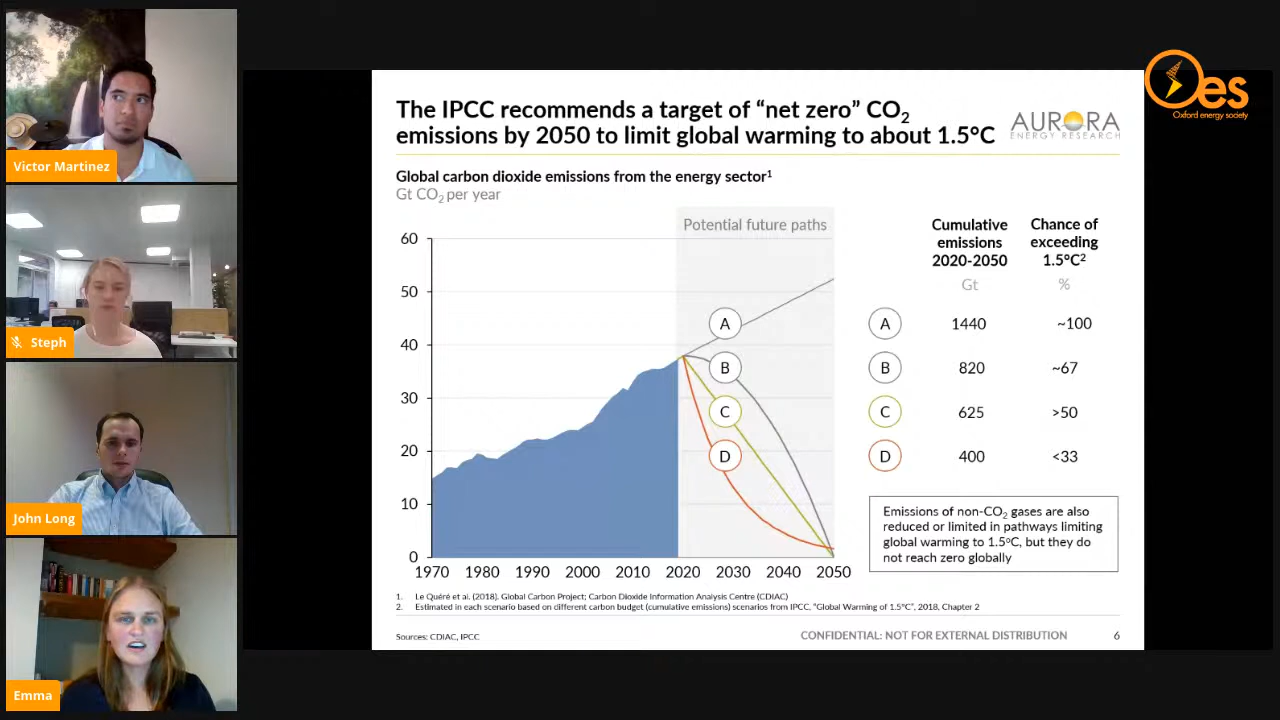 Victor Martinez
Steph
John Long
Emma
The IPCC recommends a target of “net zero” CO₂
emissions by 2050 to limit global warming to about 1.5°C
AURORA
ENERGY RESEARCH
Oes
Oxford energy society
Global carbon dioxide emissions from the energy sector¹
Gt CO₂ per year
Potential future paths
60
50
40
30
20
10
0
1970 1980 1990 2000 2010 2020 2030 2040 2050
A
B
C
D
Cumulative
emissions
2020-2050
Gt
Chance of
exceeding
1.5°C²
%
A 1440 ~100
B 820 ~67
C 625 >50
D 400 <33
Emissions of non-CO₂ gases are also
reduced or limited in pathways limiting
global warming to 1.5°C, but they do
not reach zero globally
1. Le Quéré et al. (2018). Global Carbon Project; Carbon Dioxide Information Analysis Centre (CDIAC)
2. Estimated in each scenario based on different carbon budget (cumulative emissions) scenarios from IPCC, “Global Warming of 1.5°C”, 2018, Chapter 2
Sources: CDIAC, IPCC
CONFIDENTIAL: NOT FOR EXTERNAL DISTRIBUTION
6